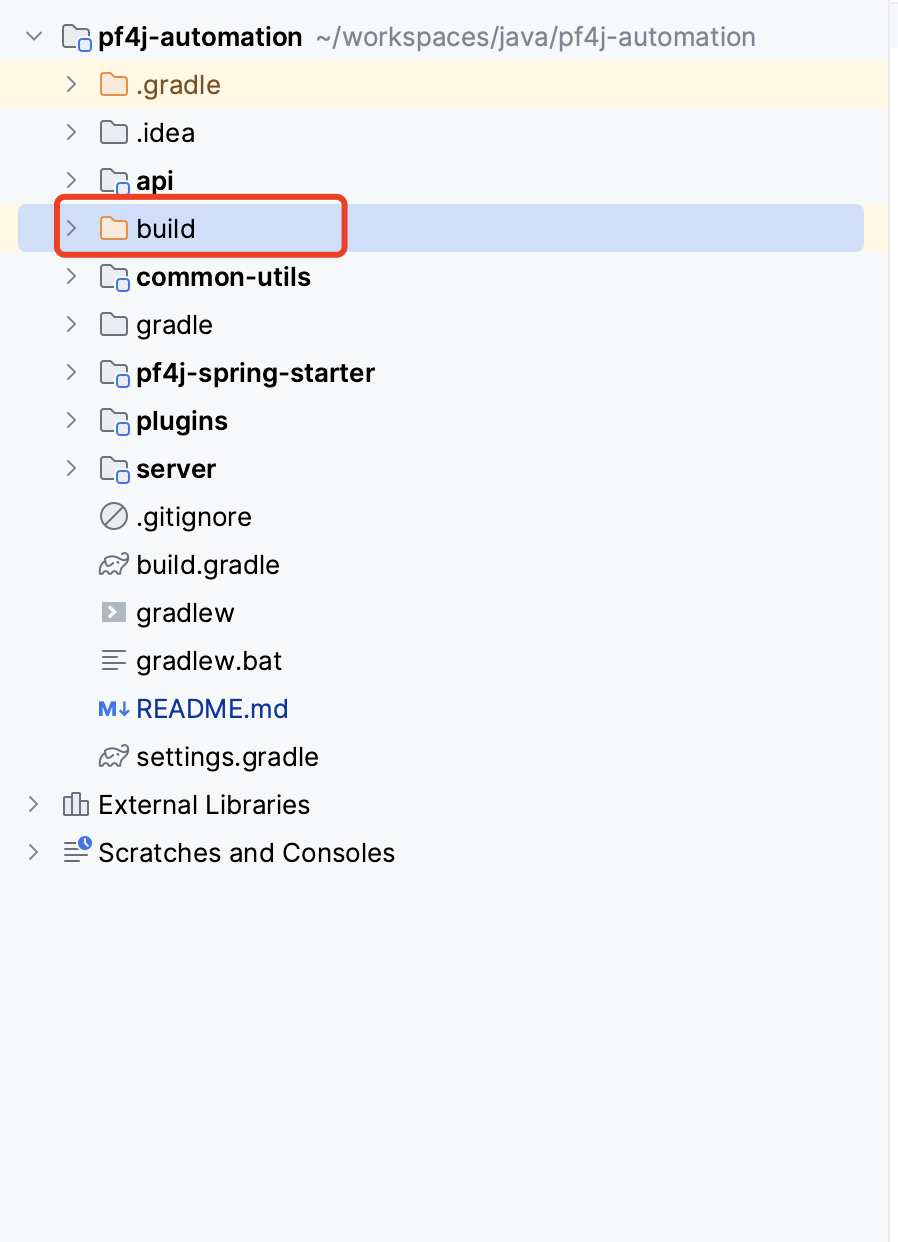 pf4j-automation ~/workspaces/java/pf4j-automation
.gradle
.idea
api
build
common-utils
gradle
pf4j-spring-starter
plugins
server
.gitignore
build.gradle
gradlew
gradlew.bat
M↓ README.md
settings.gradle
External Libraries
Scratches and Consoles